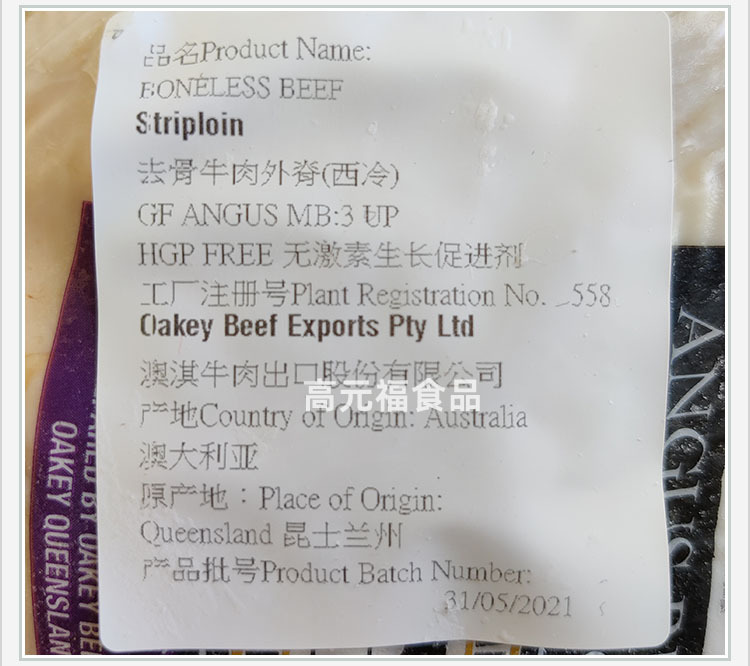 品名Product Name:
BONELESS BEEF
Striploin
去骨牛肉外脊(西冷)
GF ANGUS MB:3 UP
HGP FREE 无激素生长促进剂
工厂注册号Plant Registration No. 558
Oakey Beef Exports Pty Ltd
澳淇牛肉出口股份有限公司
高元福食品
产地Country of Origin: Australia
澳大利亚
原产地：Place of Origin:
Queensland 昆士兰州
产品批号Product Batch Number:
31/05/2021
BY OAKEY
OAKEY QUEENSLAN
ANGUS